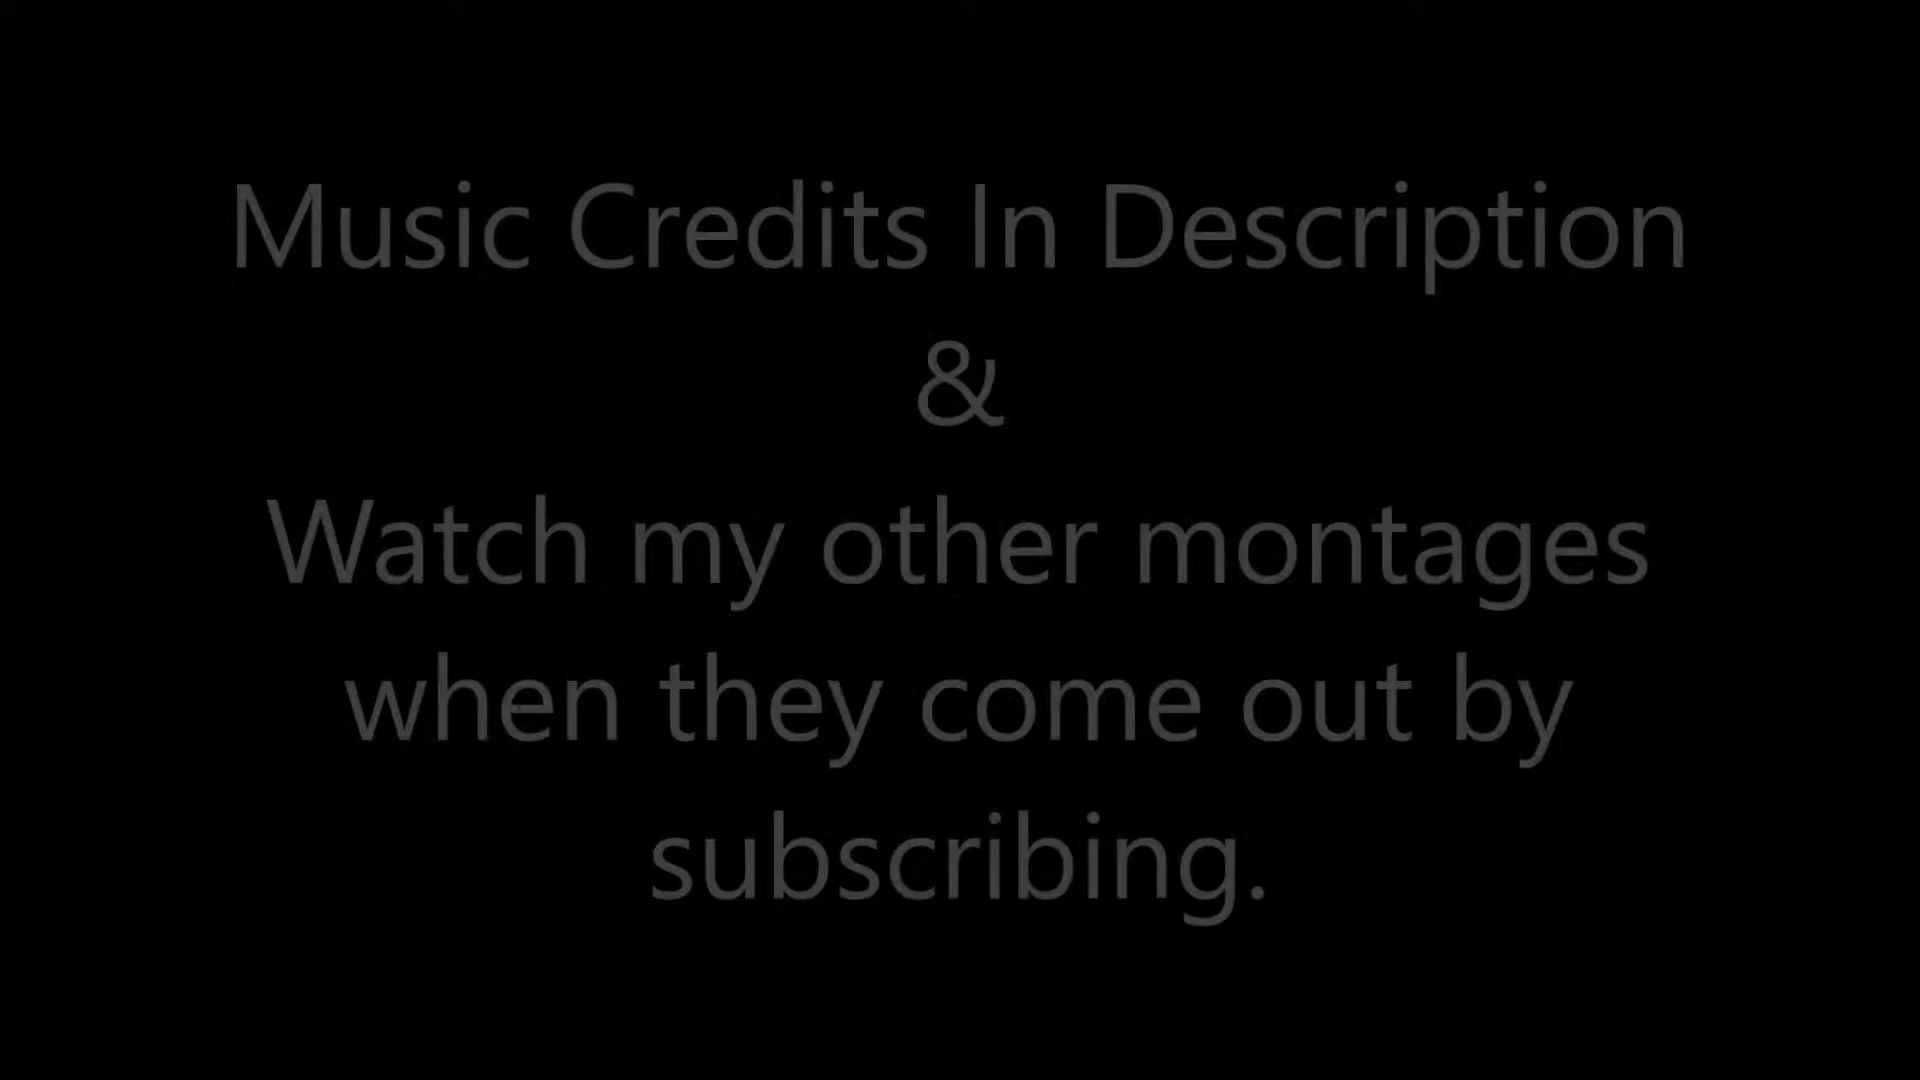 Music Credits In Description
&
Watch my other montages
when they come out by
subscribing.